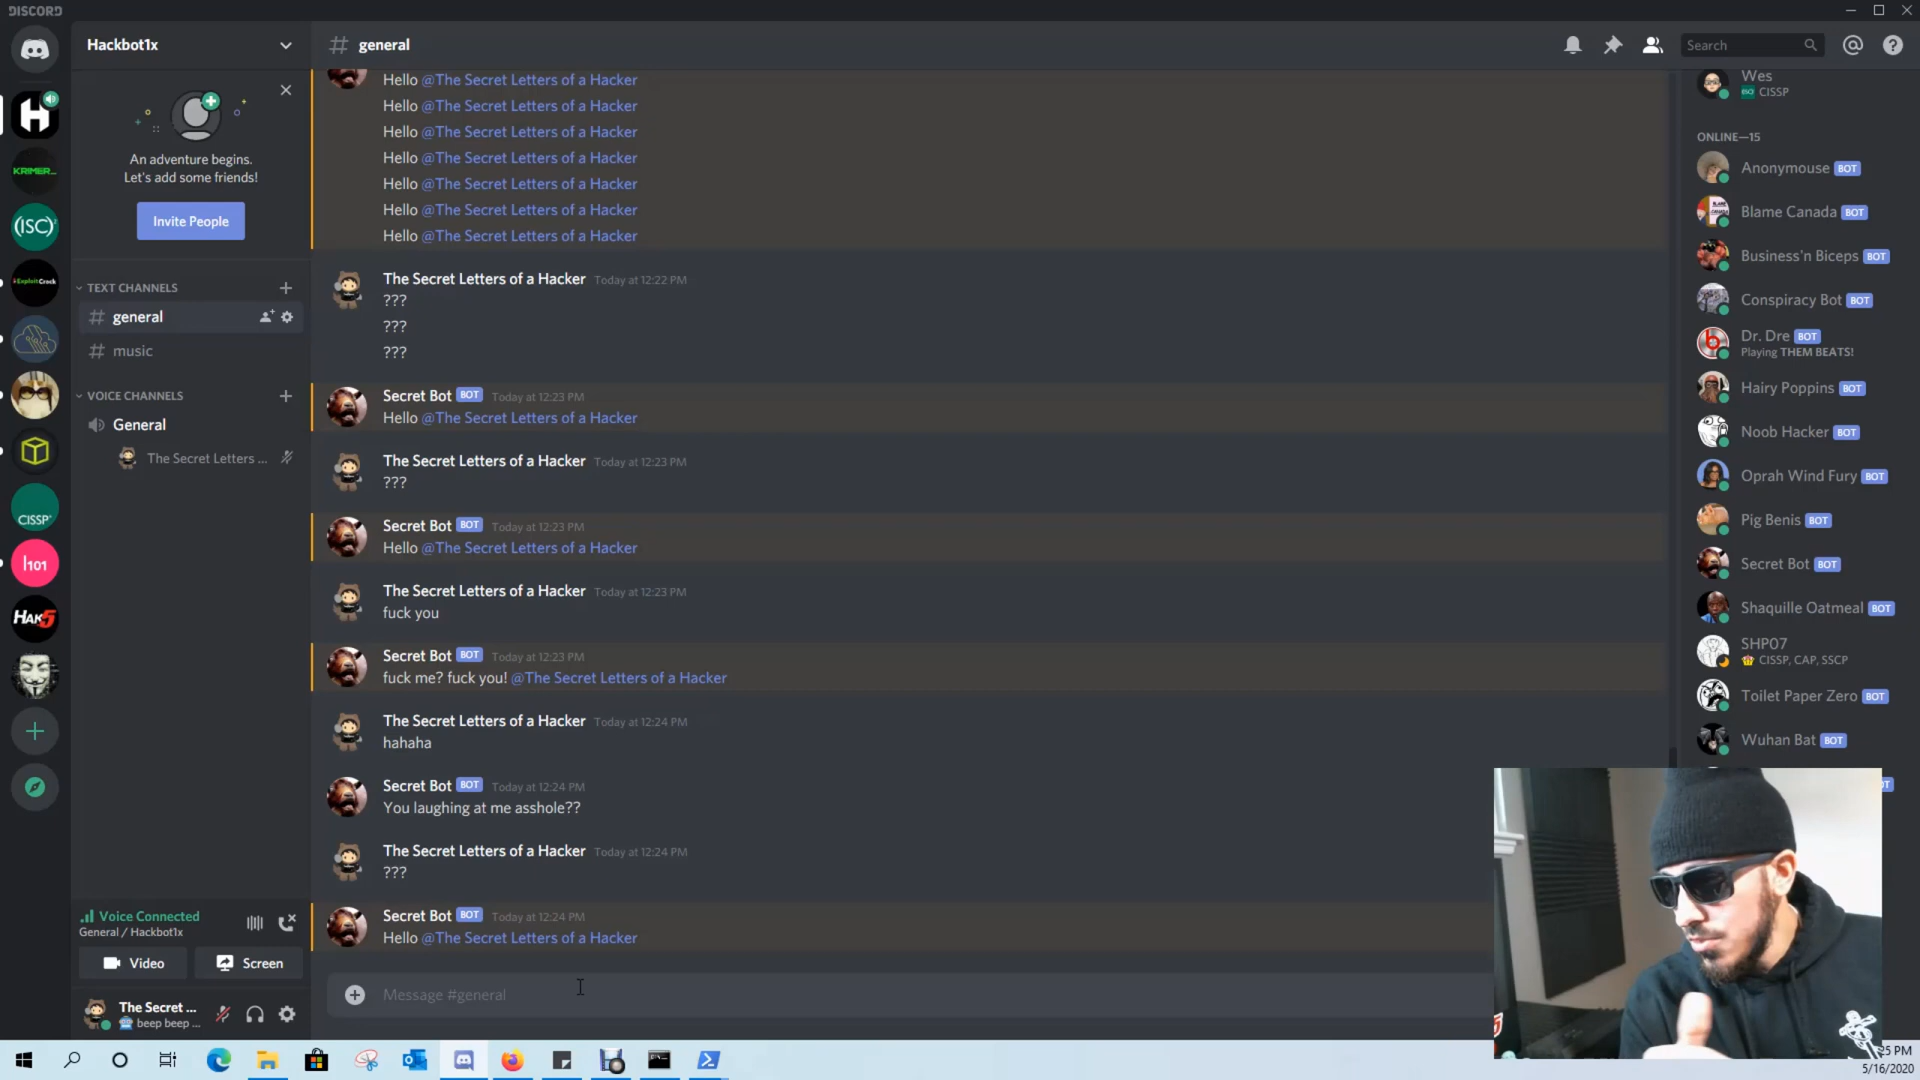 DISCORD
Hackbot1x
An adventure begins.
Let's add some friends!
Invite People
TEXT CHANNELS
general
music
VOICE CHANNELS
General
The Secret Letters ...
Voice Connected
General / Hackbot1x
Video
Screen
The Secret ...
beep beep ...
KRIMER...
(ISC)²
ExploitCrack
CISSP
I101
HAK5
# general
Search
Hello @The Secret Letters of a Hacker
Hello @The Secret Letters of a Hacker
Hello @The Secret Letters of a Hacker
Hello @The Secret Letters of a Hacker
Hello @The Secret Letters of a Hacker
Hello @The Secret Letters of a Hacker
Hello @The Secret Letters of a Hacker
The Secret Letters of a Hacker Today at 12:22 PM
???
???
???
Secret Bot BOT Today at 12:23 PM
Hello @The Secret Letters of a Hacker
The Secret Letters of a Hacker Today at 12:23 PM
???
Secret Bot BOT Today at 12:23 PM
Hello @The Secret Letters of a Hacker
The Secret Letters of a Hacker Today at 12:23 PM
fuck you
Secret Bot BOT Today at 12:23 PM
fuck me? fuck you! @The Secret Letters of a Hacker
The Secret Letters of a Hacker Today at 12:24 PM
hahaha
Secret Bot BOT Today at 12:24 PM
You laughing at me asshole??
The Secret Letters of a Hacker Today at 12:24 PM
???
Secret Bot BOT Today at 12:24 PM
Hello @The Secret Letters of a Hacker
Message #general
Wes
CISSP
ONLINE—15
Anonymouse BOT
Blame Canada BOT
Business'n Biceps BOT
Conspiracy Bot BOT
Dr. Dre BOT
Playing THEM BEATS!
Hairy Poppins BOT
Noob Hacker BOT
Oprah Wind Fury BOT
Pig Benis BOT
Secret Bot BOT
Shaquille Oatmeal BOT
SHP07
CISSP, CAP, SSCP
Toilet Paper Zero BOT
Wuhan Bat BOT
5/16/2020